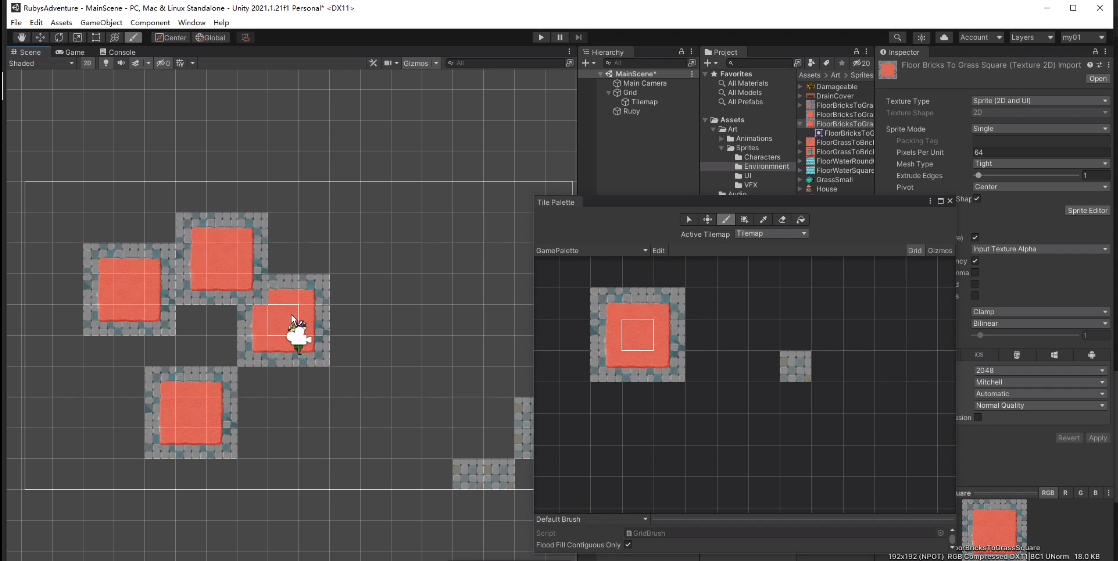 RubysAdventure - MainScene - PC, Mac & Linux Standalone - Unity 2021.1.21f1 Personal* <DX11>
File Edit Assets GameObject Component Window Help
Center Global
Account Layers my01
Scene Game Console
Shaded 2D 0 Gizmos All
Hierarchy
All
MainScene*
Main Camera
Grid
Tilemap
Ruby
Project
20
Favorites
All Materials
All Models
All Prefabs
Assets
Art
Animations
Sprites
Characters
Environment
UI
VFX
Assets > Art > Sprites
Damageable
DrainCover
FloorBricksToGra
FloorBricksToGra
FloorBricksToGra
FloorBricksToG
FloorGrassToBric
FloorGrassToBric
FloorWaterRound
FloorWaterSquare
GrassSmall
House
Inspector
Floor Bricks To Grass Square (Texture 2D) Import
Open
Texture Type Sprite (2D and UI)
Texture Shape 2D
Sprite Mode Single
Packing Tag
Pixels Per Unit 64
Mesh Type Tight
Extrude Edges 1
Pivot Center
Sprite Editor
Input Texture Alpha
Clamp
Bilinear
1
iOS
2048
Mitchell
Automatic
Normal Quality
Revert Apply
Tile Palette
Active Tilemap Tilemap
GamePalette Edit Grid Gizmos
Default Brush
Script GridBrush
Flood Fill Contiguous Only
RGB R G B
192x192 (NPOT) RGB Compressed DXT1|BC1 UNorm 18.0 KB